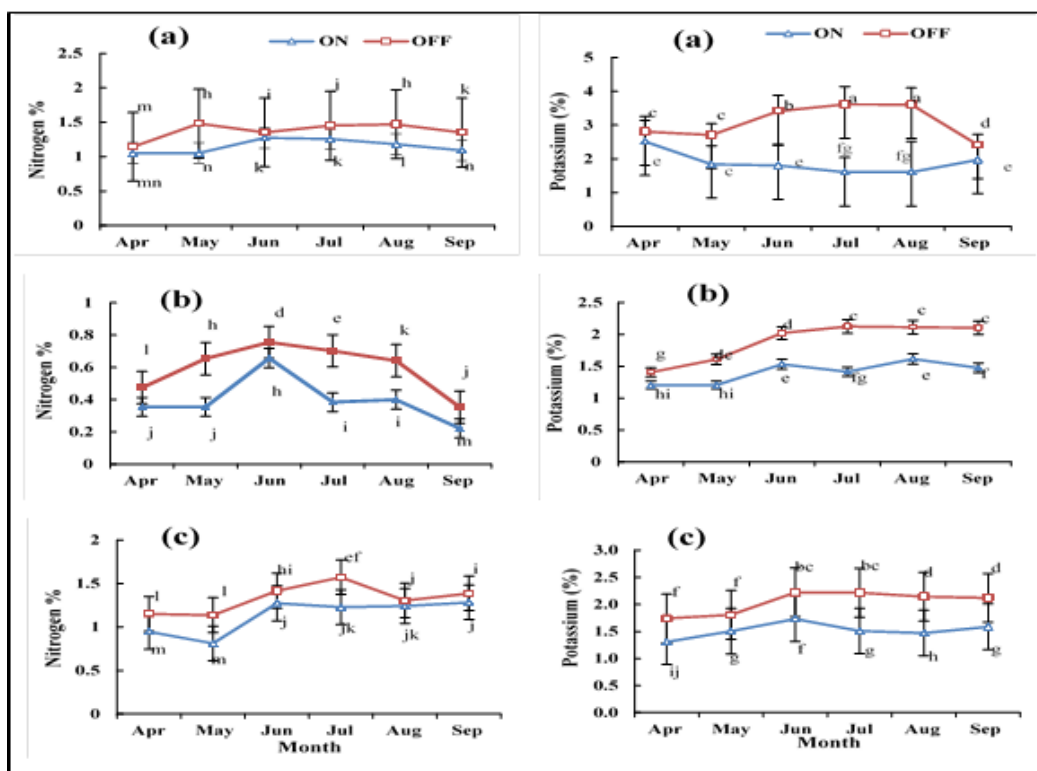 (a)
ON OFF
Nitrogen %
2.5
2
1.5
1
0.5
0
m h i j h k
mn n k k l n
Apr May Jun Jul Aug Sep
(a)
ON OFF
Potassium (%)
5
4
3
2
1
0
c c b a a d
e c e fg fg e
Apr May Jun Jul Aug Sep
(b)
Nitrogen %
1
0.8
0.6
0.4
0.2
0
l h d e k j
j j h i i m
Apr May Jun Jul Aug Sep
(b)
Potassium (%)
2.5
2
1.5
1
0.5
0
g de d c c c
hi hi e fg e f
Apr May Jun Jul Aug Sep
(c)
Nitrogen %
2
1.5
1
0.5
0
l l hi ef j i
m m j jk jk j
Apr May Jun Jul Aug Sep
Month
(c)
Potassium (%)
3.0
2.5
2.0
1.5
1.0
0.5
0.0
f f bc bc d d
ij g f g h g
Apr May Jun Jul Aug Sep
Month